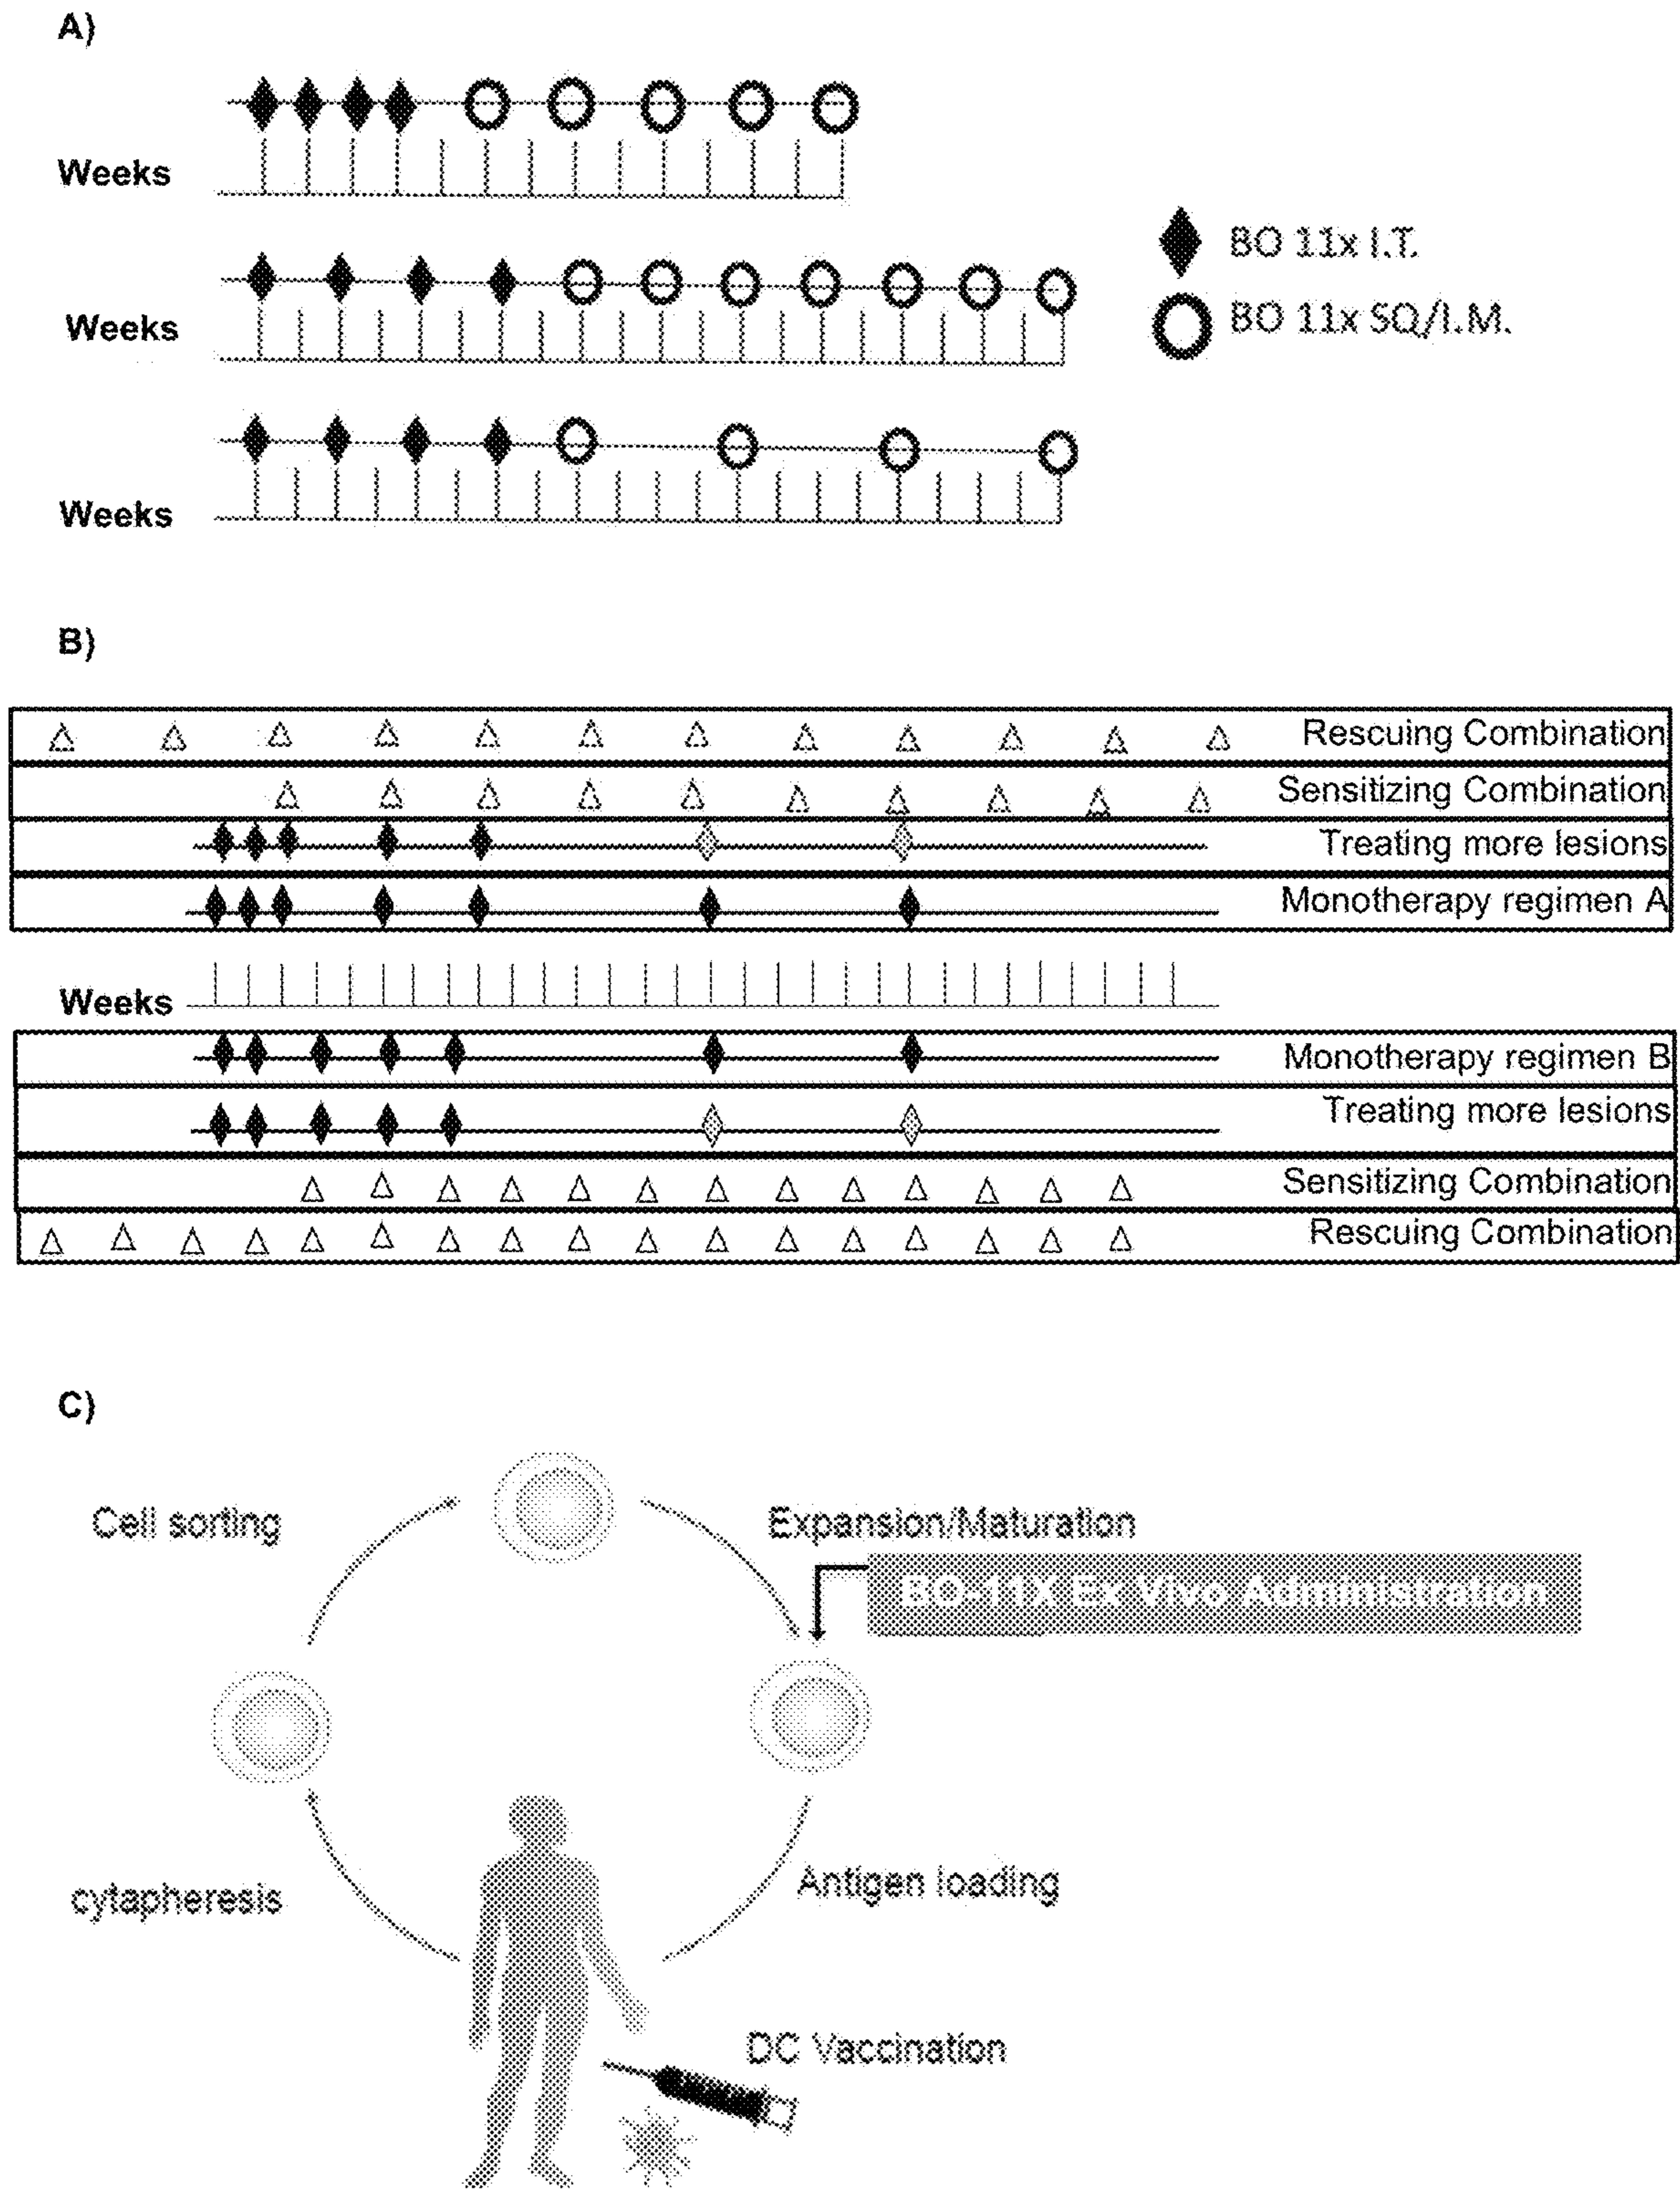 A)
Weeks
BO 11x I.T.
BO 11x SQ/I.M.
Weeks
Weeks
B)
Rescuing Combination
Sensitizing Combination
Treating more lesions
Monotherapy regimen A
Weeks
Monotherapy regimen B
Treating more lesions
Sensitizing Combination
Rescuing Combination
C)
Cell sorting
Expansion/Maturation
BO-11X Ex Vivo Administration
cytapheresis
Antigen loading
DC Vaccination